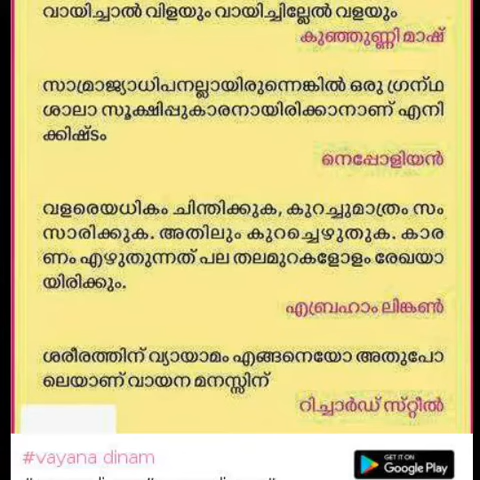 വായിച്ചാൽ വിളയും വായിച്ചില്ലേൽ വളയും
കുഞ്ഞുണ്ണി മാഷ്
സാമ്രാജ്യാധിപനല്ലായിരുന്നെങ്കിൽ ഒരു ഗ്രന്ഥ
ശാലാ സൂക്ഷിപ്പുകാരനായിരിക്കാനാണ് എനി
ക്കിഷ്ടം
നെപ്പോളിയൻ
വളരെയധികം ചിന്തിക്കുക, കുറച്ചുമാത്രം സം
സാരിക്കുക. അതിലും കുറച്ചെഴുതുക. കാര
ണം എഴുതുന്നത് പല തലമുറകളോളം രേഖയാ
യിരിക്കും.
എബ്രഹാം ലിങ്കൺ
ശരീരത്തിന് വ്യായാമം എങ്ങനെയോ അതുപോ
ലെയാണ് വായന മനസ്സിന്
റിച്ചാർഡ് സ്റ്റീൽ
#vayana dinam
GET IT ON
Google Play